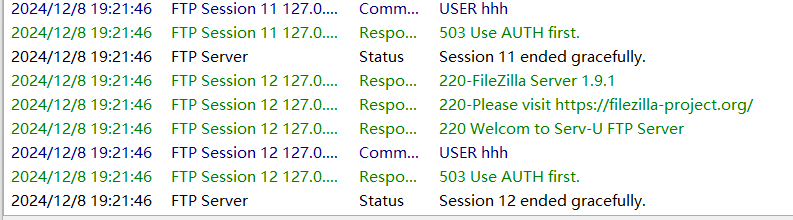 2024/12/8 19:21:46 FTP Session 11 127.0.... Comm... USER hhh
2024/12/8 19:21:46 FTP Session 11 127.0.... Respo... 503 Use AUTH first.
2024/12/8 19:21:46 FTP Server Status Session 11 ended gracefully.
2024/12/8 19:21:46 FTP Session 12 127.0.... Respo... 220-FileZilla Server 1.9.1
2024/12/8 19:21:46 FTP Session 12 127.0.... Respo... 220-Please visit https://filezilla-project.org/
2024/12/8 19:21:46 FTP Session 12 127.0.... Respo... 220 Welcom to Serv-U FTP Server
2024/12/8 19:21:46 FTP Session 12 127.0.... Comm... USER hhh
2024/12/8 19:21:46 FTP Session 12 127.0.... Respo... 503 Use AUTH first.
2024/12/8 19:21:46 FTP Server Status Session 12 ended gracefully.